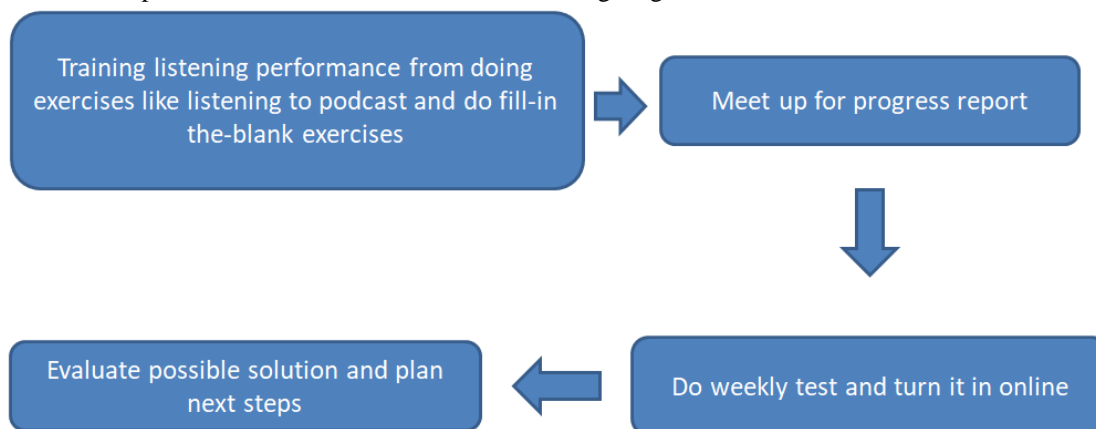 Training listening performance from doing
exercises like listening to podcast and do fill-in
the-blank exercises
Meet up for progress report
Do weekly test and turn it in online
Evaluate possible solution and plan
next steps